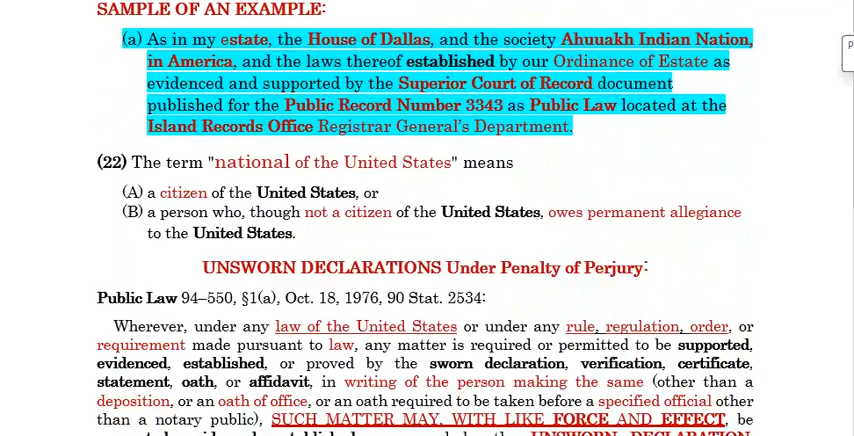 SAMPLE OF AN EXAMPLE:
(a) As in my estate, the House of Dallas, and the society Ahuuakh Indian Nation,
in America, and the laws thereof established by our Ordinance of Estate as
evidenced and supported by the Superior Court of Record document
published for the Public Record Number 3343 as Public Law located at the
Island Records Office Registrar General's Department.
(22) The term "national of the United States" means
(A) a citizen of the United States, or
(B) a person who, though not a citizen of the United States, owes permanent allegiance
to the United States.
UNSWORN DECLARATIONS Under Penalty of Perjury:
Public Law 94–550, §1(a), Oct. 18, 1976, 90 Stat. 2534:
Wherever, under any law of the United States or under any rule, regulation, order, or
requirement made pursuant to law, any matter is required or permitted to be supported,
evidenced, established, or proved by the sworn declaration, verification, certificate,
statement, oath, or affidavit, in writing of the person making the same (other than a
deposition, or an oath of office, or an oath required to be taken before a specified official other
than a notary public), SUCH MATTER MAY, WITH LIKE FORCE AND EFFECT, be